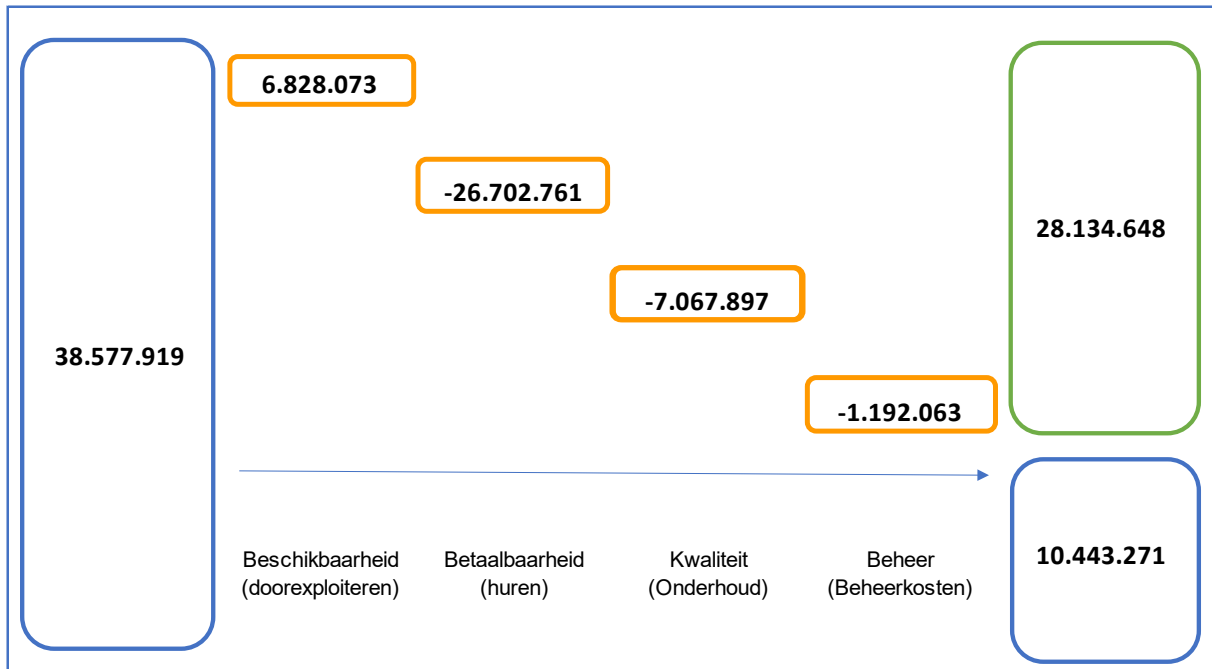 38.577.919
6.828.073
-26.702.761
-7.067.897
-1.192.063
28.134.648
10.443.271
Beschikbaarheid
(doorexploiteren)
Betaalbaarheid
(huren)
Kwaliteit
(Onderhoud)
Beheer
(Beheerkosten)